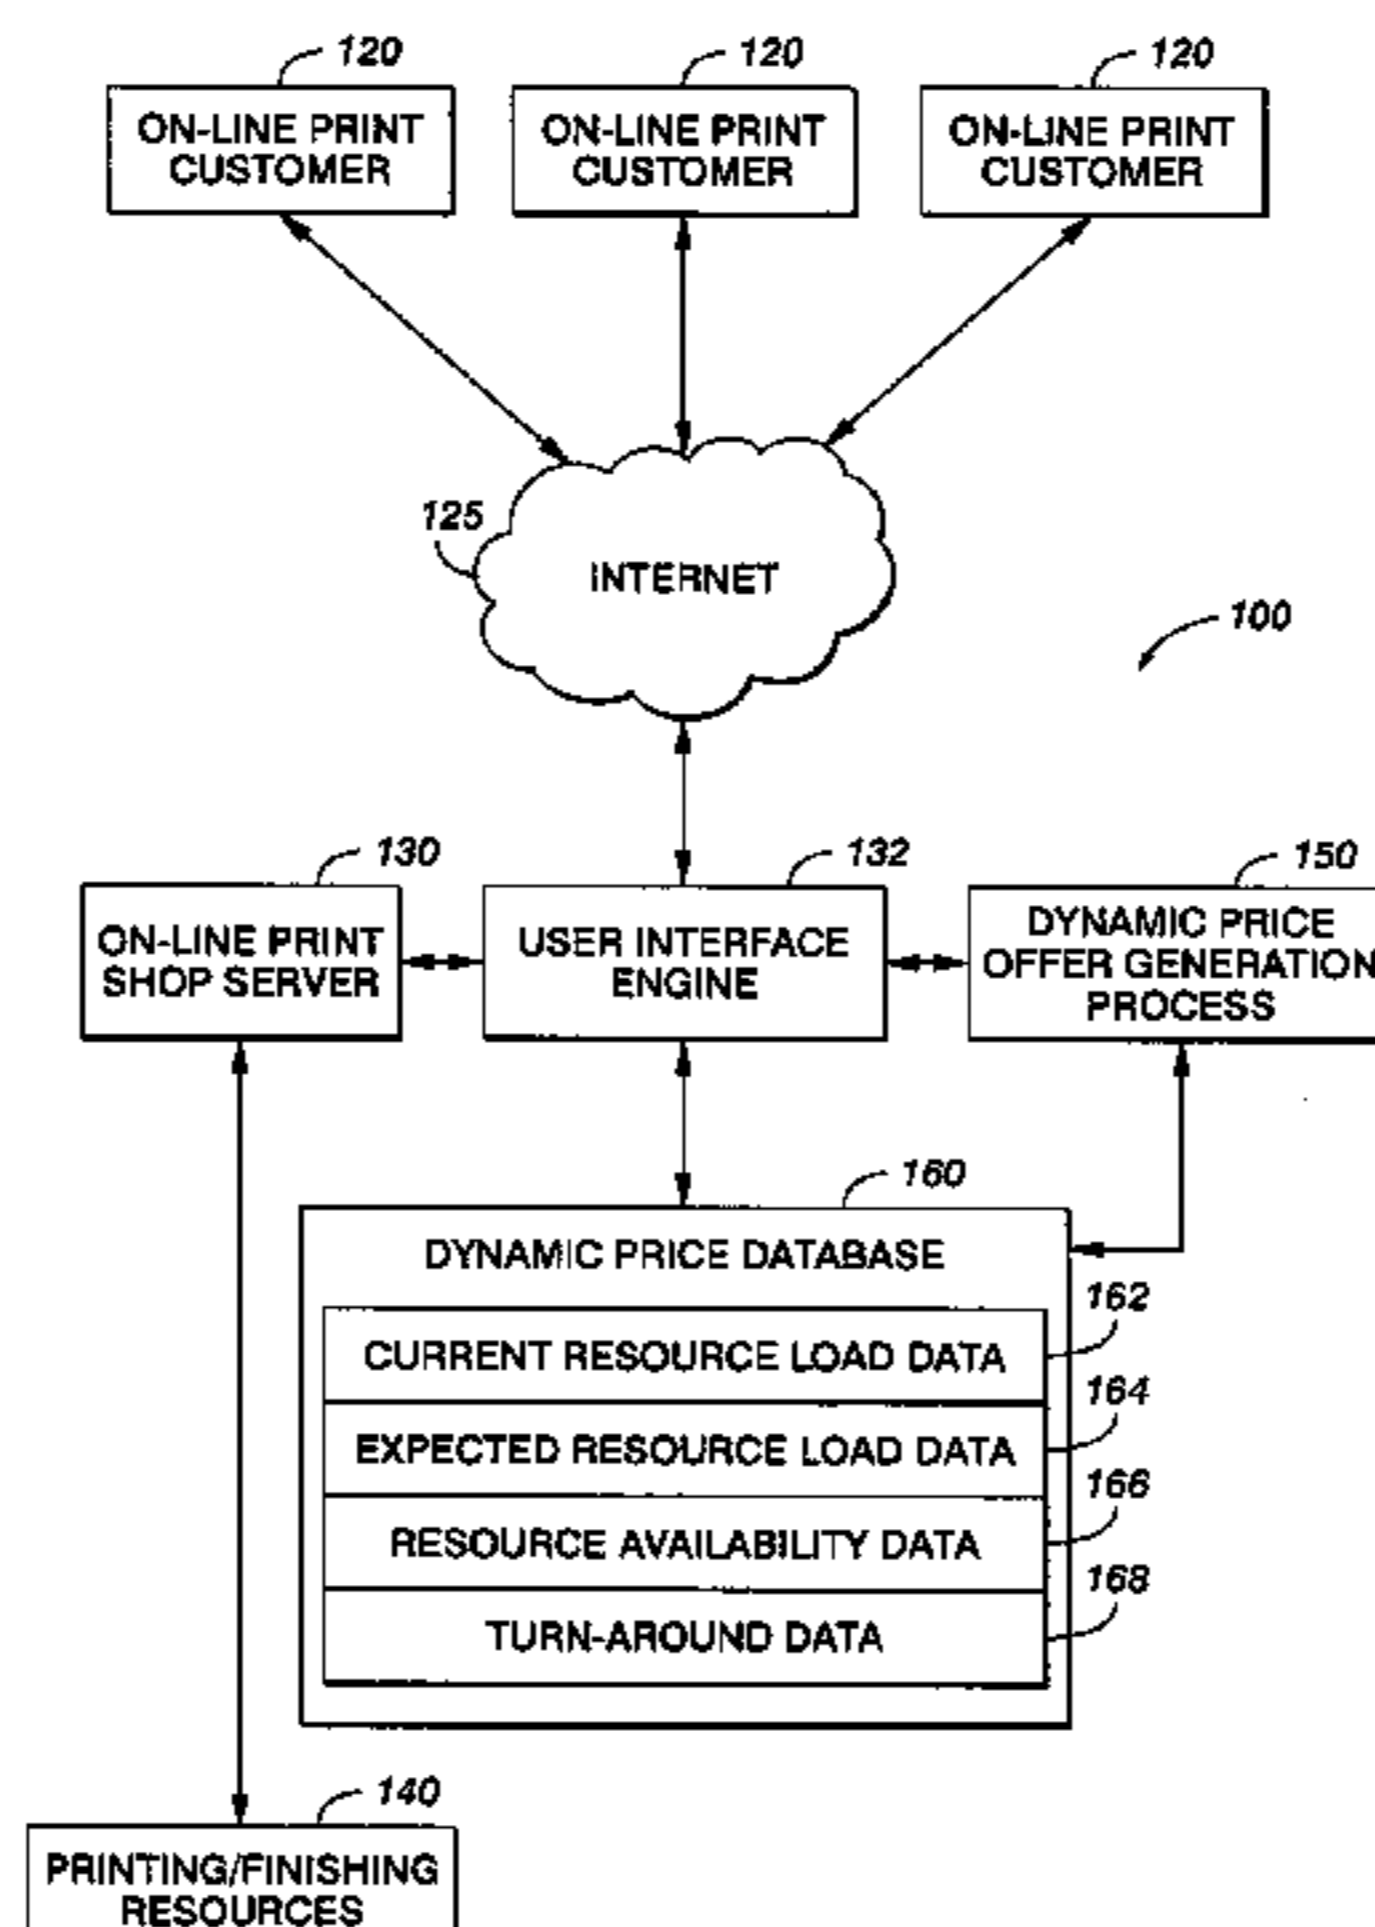 120 120 120
ON-LINE PRINT
CUSTOMER
ON-LINE PRINT
CUSTOMER
ON-LINE PRINT
CUSTOMER
125
INTERNET
100
130
ON-LINE PRINT
SHOP SERVER
132
USER INTERFACE
ENGINE
150
DYNAMIC PRICE
OFFER GENERATION
PROCESS
160
DYNAMIC PRICE DATABASE
162
CURRENT RESOURCE LOAD DATA
164
EXPECTED RESOURCE LOAD DATA
166
RESOURCE AVAILABILITY DATA
168
TURN-AROUND DATA
140
PRINTING/FINISHING
RESOURCES